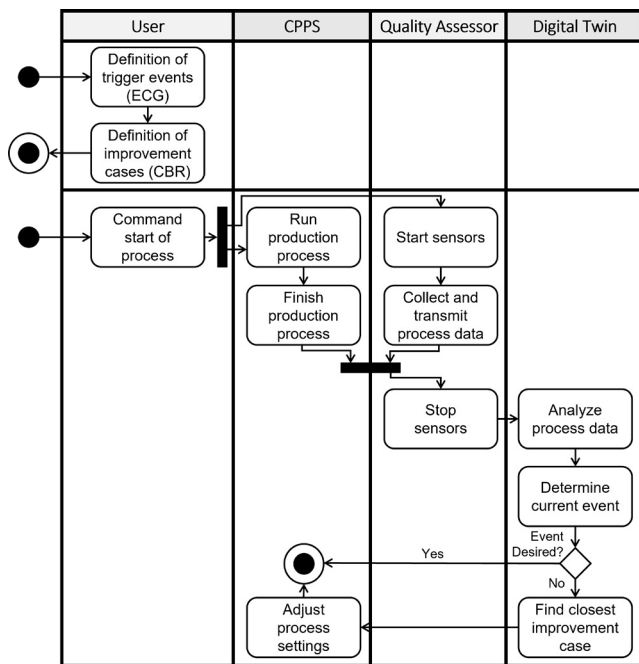 User
CPPS
Quality Assessor
Digital Twin
Definition of
trigger events
(ECG)
Definition of
improvement
cases (CBR)
Command
start of
process
Run
production
process
Start sensors
Finish
production
process
Collect and
transmit
process data
Stop
sensors
Analyze
process data
Determine
current event
Event
Desired?
Yes
No
Adjust
process
settings
Find closest
improvement
case